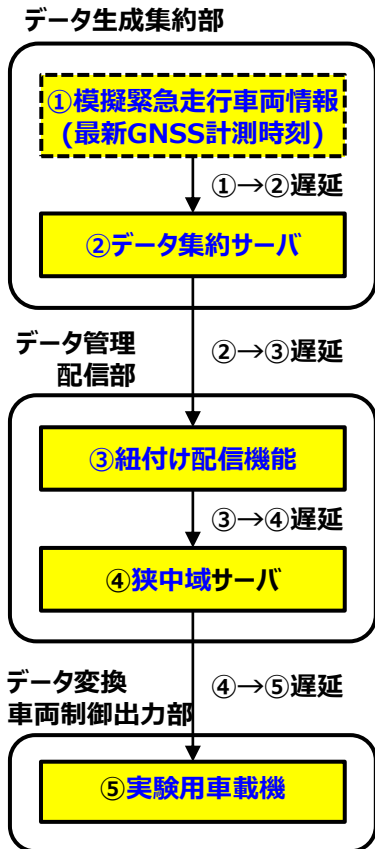 データ生成集約部
①模擬緊急走行車両情報
(最新GNSS計測時刻)
①→②遅延
②データ集約サーバ
データ管理
配信部
②→③遅延
③紐付け配信機能
③→④遅延
④狭中域サーバ
データ変換
車両制御出力部
④→⑤遅延
⑤実験用車載機